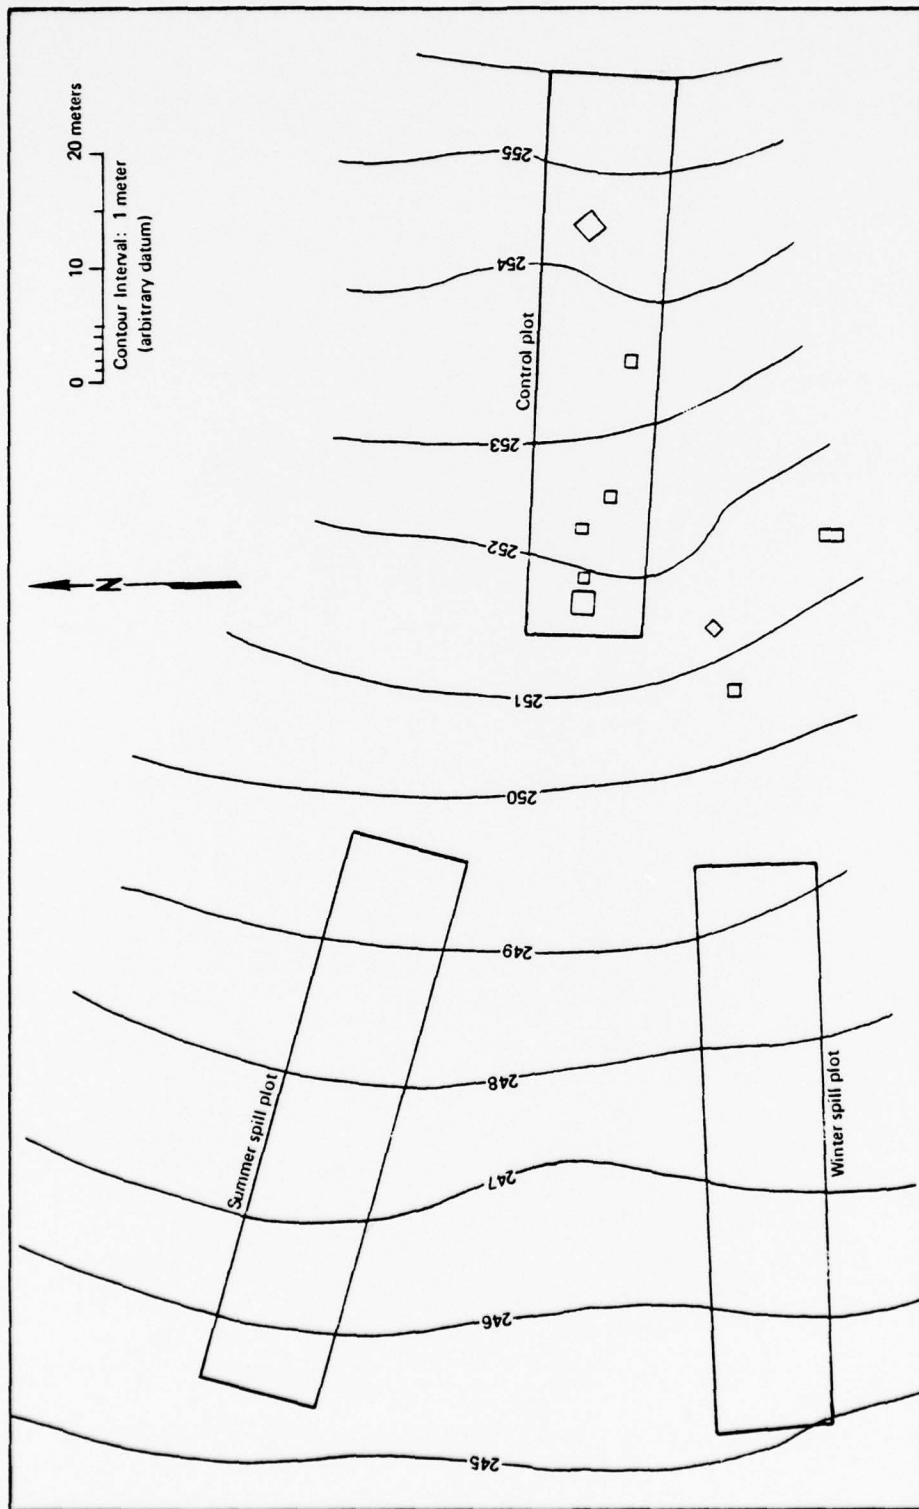 0 10 20 meters
Contour Interval: 1 meter
(arbitrary datum)
N
255
254
Control plot
253
252
251
250
249
248
Summer spill plot
247
246
245
Winter spill plot